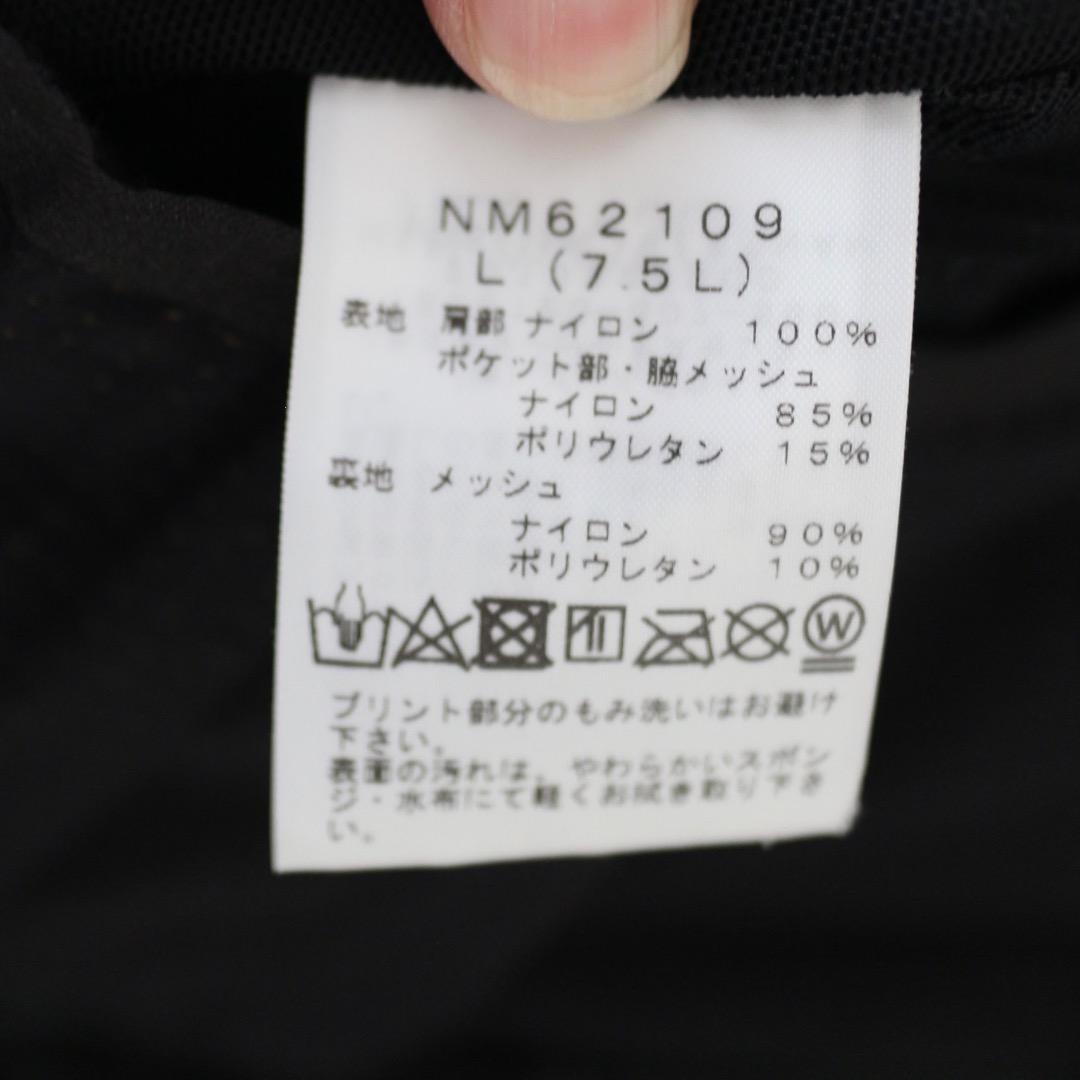 NM62109
L (7.5L)
表地 肩部 ナイロン 100%
ポケット部・脇メッシュ
ナイロン 85%
ポリウレタン 15%
裏地 メッシュ
ナイロン 90%
ポリウレタン 10%
W
プリント部分のもみ洗いはお避け
下さい。
表面の汚れは、やわらかいスポン
ジ・水布にて軽くお拭き取り下さ
い。